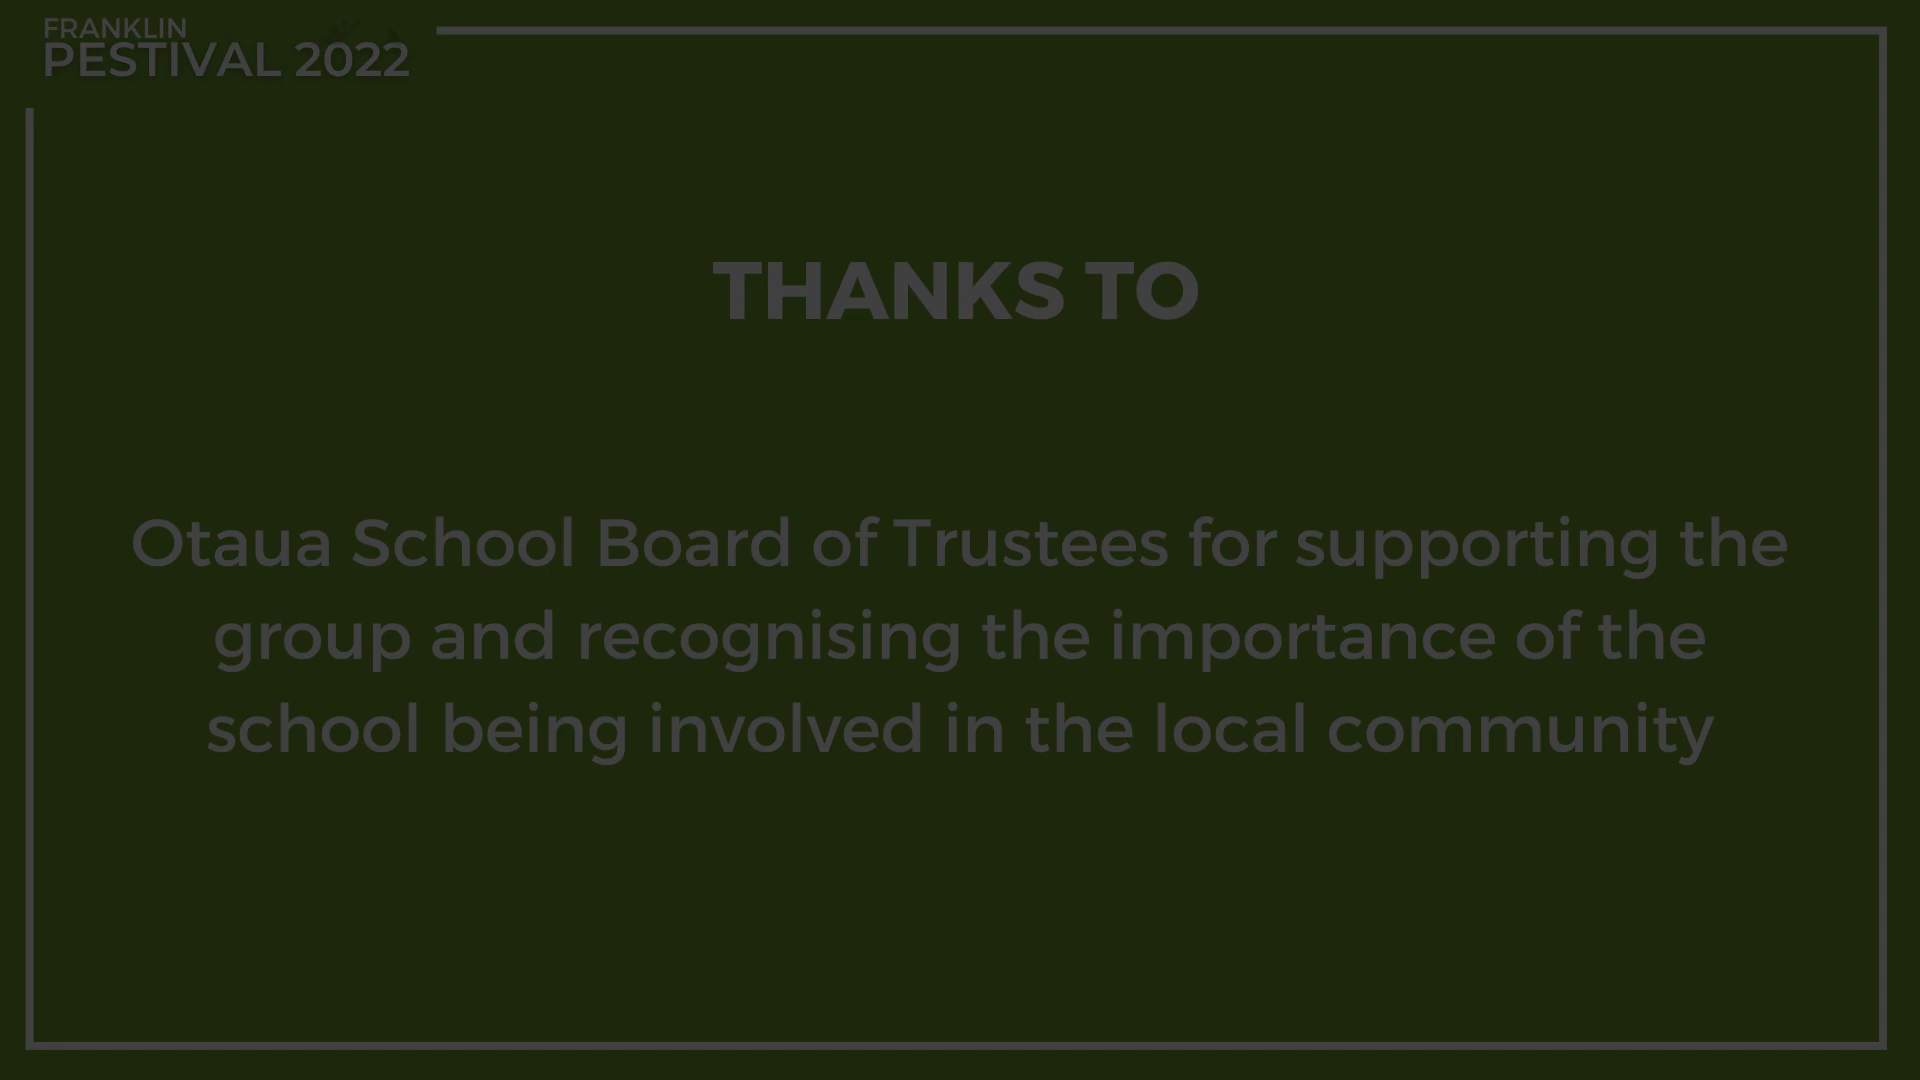 FRANKLIN
PESTIVAL 2022
THANKS TO
Otaua School Board of Trustees for supporting the
group and recognising the importance of the
school being involved in the local community